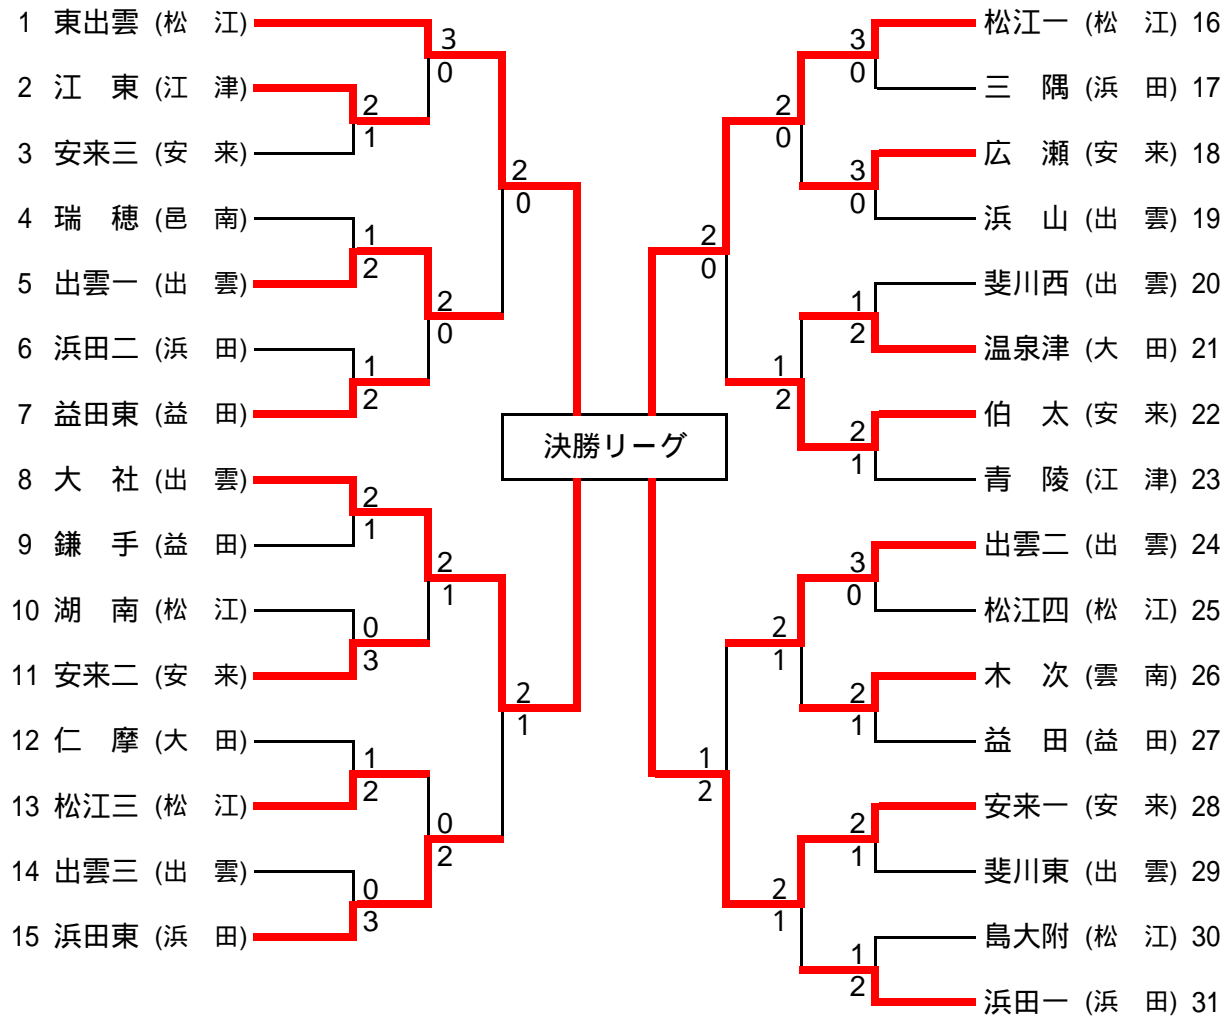 1 東出雲 (松 江)
2 江 東 (江 津)
3 安来三 (安 来)
4 瑞 穂 (邑 南)
5 出雲一 (出 雲)
6 浜田二 (浜 田)
7 益田東 (益 田)
8 大 社 (出 雲)
9 鎌 手 (益 田)
10 湖 南 (松 江)
11 安来二 (安 来)
12 仁 摩 (大 田)
13 松江三 (松 江)
14 出雲三 (出 雲)
15 浜田東 (浜 田)
2
1
1
2
1
2
2
1
0
3
1
2
0
3
3
0
2
0
2
1
0
2
2
0
2
1
決勝リーグ
2
0
1
2
2
0
1
2
2
1
2
1
3
0
3
0
1
2
2
1
3
0
2
1
2
1
1
2
松江一 (松 江) 16
三 隅 (浜 田) 17
広 瀬 (安 来) 18
浜 山 (出 雲) 19
斐川西 (出 雲) 20
温泉津 (大 田) 21
伯 太 (安 来) 22
青 陵 (江 津) 23
出雲二 (出 雲) 24
松江四 (松 江) 25
木 次 (雲 南) 26
益 田 (益 田) 27
安来一 (安 来) 28
斐川東 (出 雲) 29
島大附 (松 江) 30
浜田一 (浜 田) 31